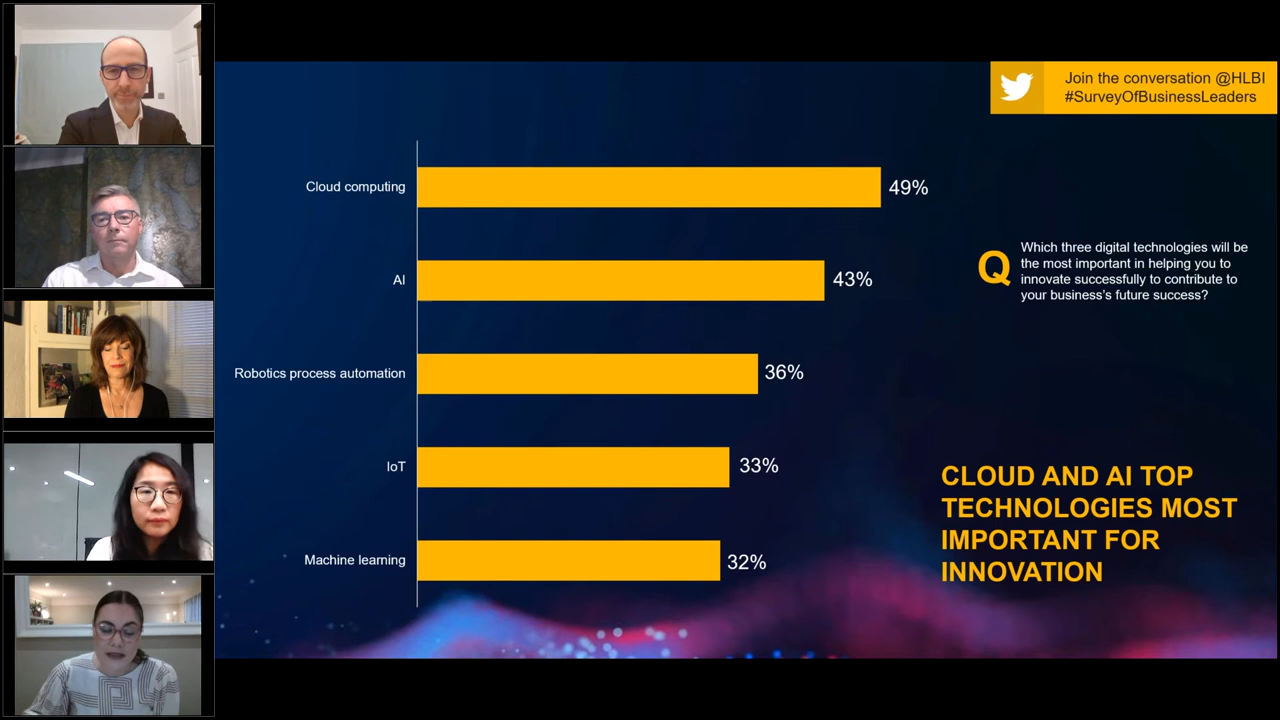 Join the conversation @HLBI
#SurveyOfBusinessLeaders
Cloud computing
49%
AI
43%
Robotics process automation
36%
IoT
33%
Machine learning
32%
Q
Which three digital technologies will be
the most important in helping you to
innovate successfully to contribute to
your business's future success?
CLOUD AND AI TOP
TECHNOLOGIES MOST
IMPORTANT FOR
INNOVATION